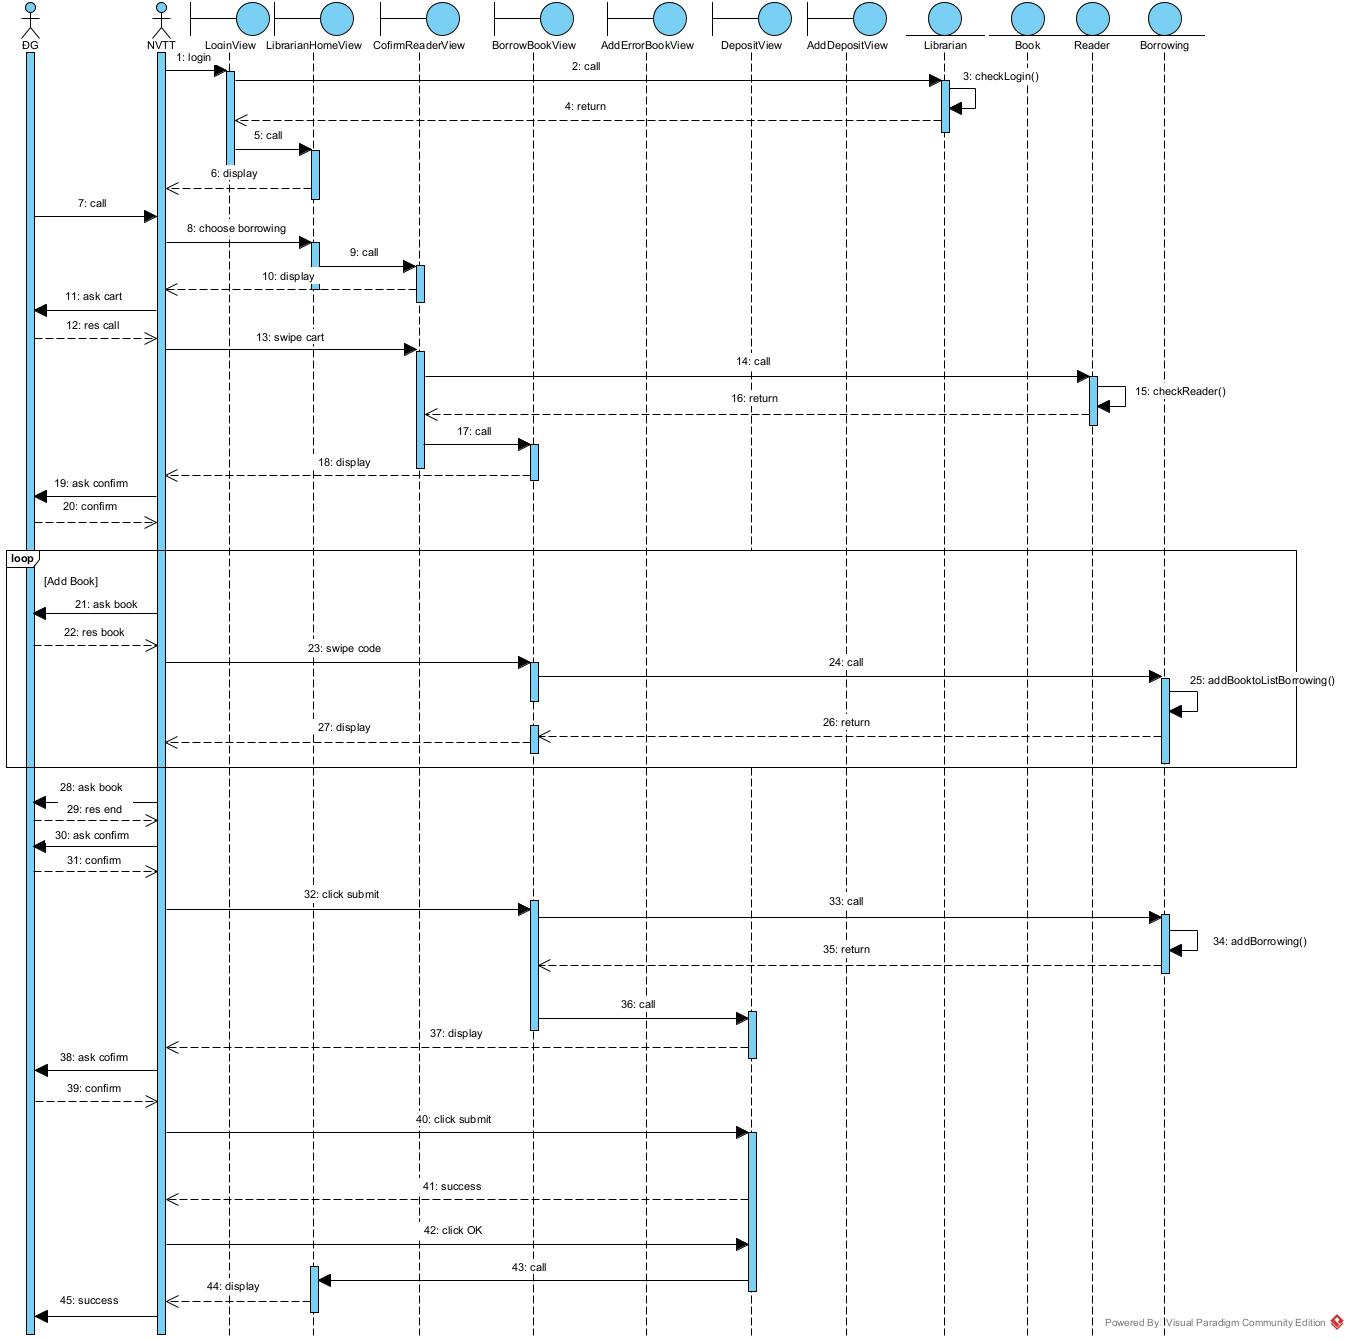 ĐG
NVTT
LoginView
LibrarianHomeView
CofirmReaderView
BorrowBookView
AddErrorBookView
DepositView
AddDepositView
Librarian
Book
Reader
Borrowing
1: login
2: call
3: checkLogin()
4: return
5: call
6: display
7: call
8: choose borrowing
9: call
10: display
11: ask cart
12: res call
13: swipe cart
14: call
15: checkReader()
16: return
17: call
18: display
19: ask confirm
20: confirm
loop
[Add Book]
21: ask book
22: res book
23: swipe code
24: call
25: addBooktoListBorrowing()
26: return
27: display
28: ask book
29: res end
30: ask confirm
31: confirm
32: click submit
33: call
34: addBorrowing()
35: return
36: call
37: display
38: ask cofirm
39: confirm
40: click submit
41: success
42: click OK
43: call
44: display
45: success
Powered By Visual Paradigm Community Edition